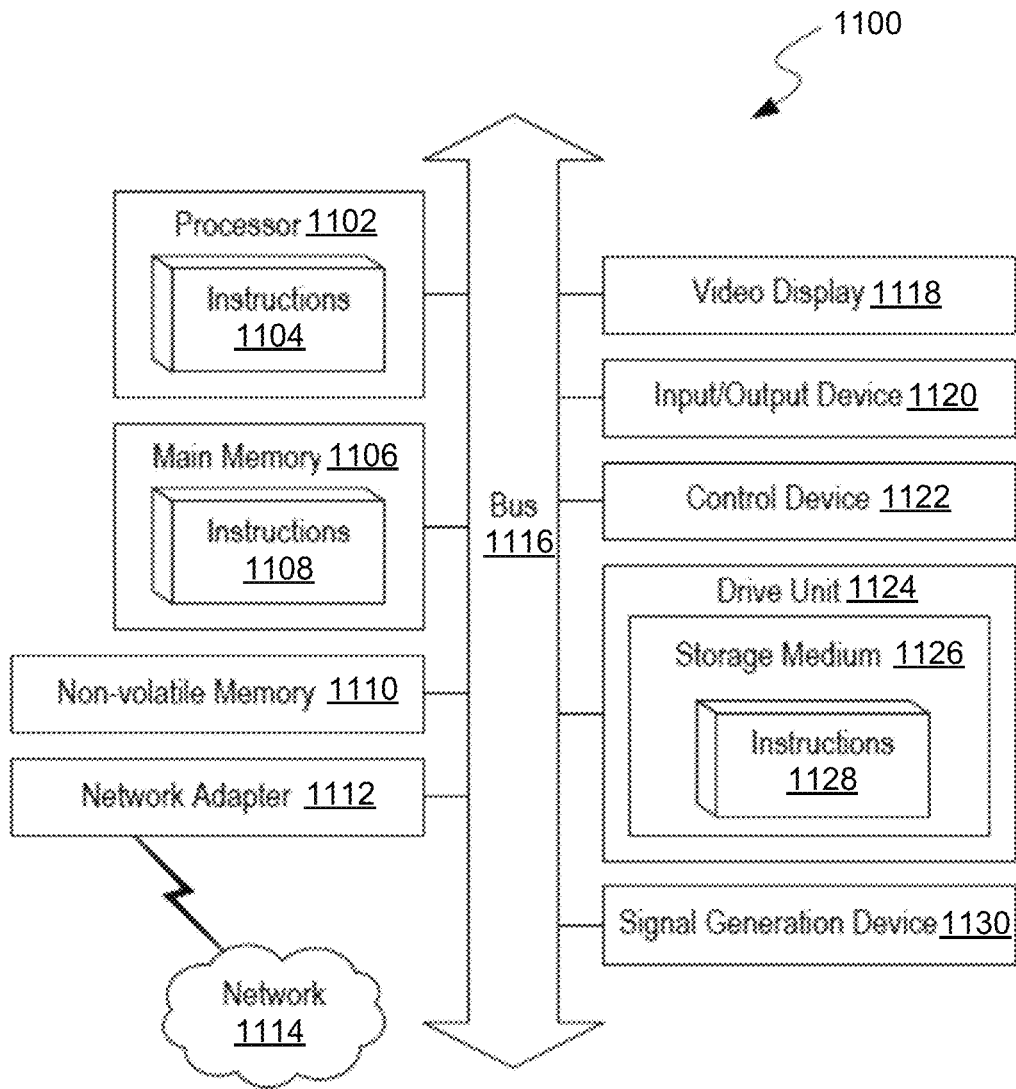 1100
Processor 1102
Instructions
1104
Main Memory 1106
Instructions
1108
Non-volatile Memory 1110
Network Adapter 1112
Network
1114
Bus
1116
Video Display 1118
Input/Output Device 1120
Control Device 1122
Drive Unit 1124
Storage Medium 1126
Instructions
1128
Signal Generation Device 1130